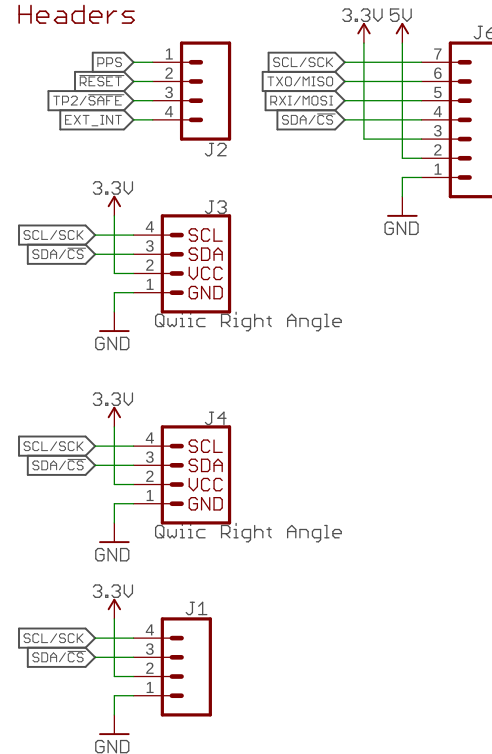 Headers
PPS 1
RESET 2
TP2/SAFE 3
EXT_INT 4
J2
3.3V 5V
J6
SCL/SCK 7
TXO/MISO 6
RXI/MOSI 5
SDA/CS 4
3
2
1
GND
3.3V
J3
SCL/SCK 4 SCL
SDA/CS 3 SDA
2 VCC
1 GND
Qwiic Right Angle
GND
3.3V
J4
SCL/SCK 4 SCL
SDA/CS 3 SDA
2 VCC
1 GND
Qwiic Right Angle
GND
3.3V
J1
SCL/SCK 4
SDA/CS 3
2
1
GND